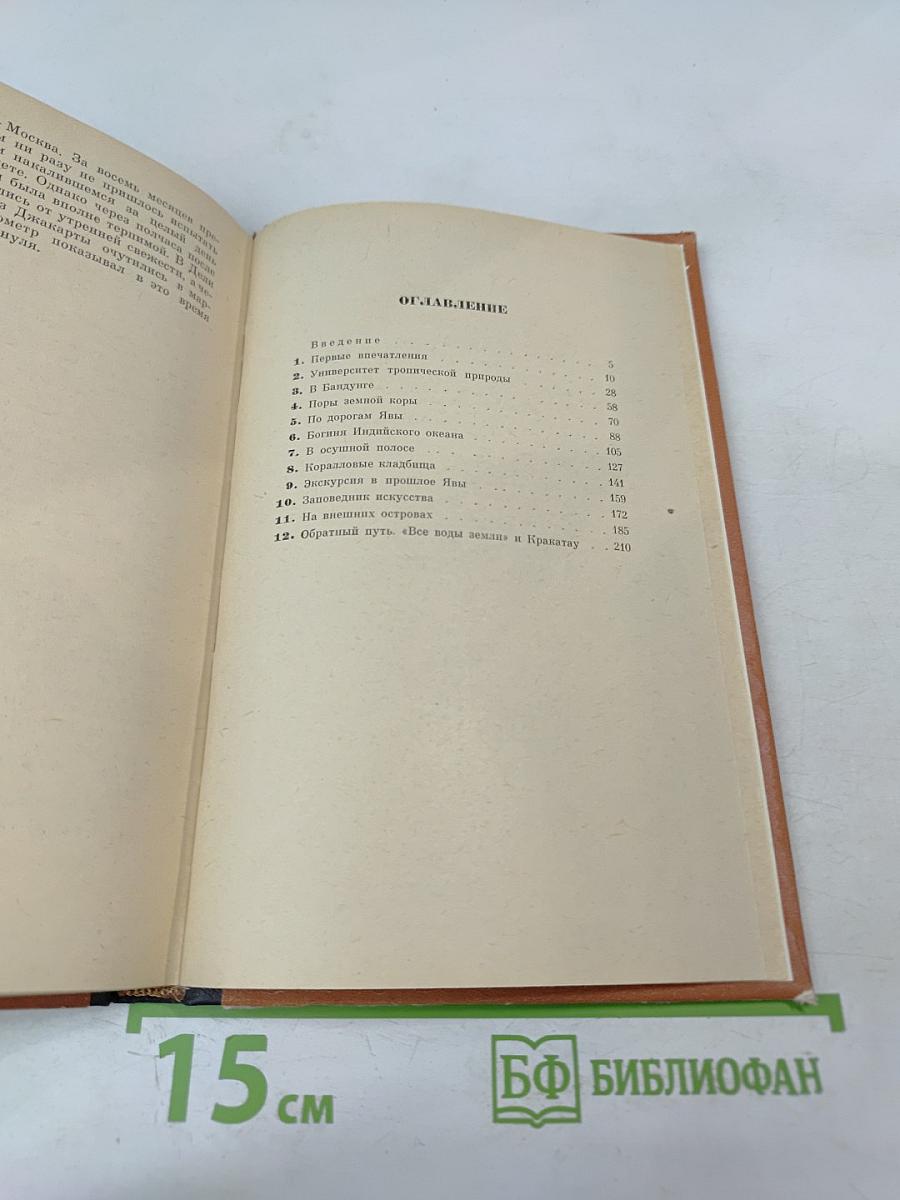 Москва. За восемь месяцев пре-
ни разу не пришлось испытать
накалившемся за целый день
ете. Однако через полчаса после
была вполне терпимой. В Дели
лись от утренней свежести, а че-
з Джакарты очутились в мар-
ометр показывал в это время
нуля.
ОГЛАВЛЕНИЕ
Введение . . . . . . . . . . . . . 5
1. Первые впечатления . . . . . . . . . . 10
2. Университет тропической природы . . . . . . 28
3. В Бандунге . . . . . . . . . . . . 58
4. Поры земной коры . . . . . . . . . . 70
5. По дорогам Явы . . . . . . . . . . . 88
6. Богиня Индийского океана . . . . . . . . 105
7. В осушной полосе . . . . . . . . . . 127
8. Коралловые кладбища . . . . . . . . . 141
9. Экскурсия в прошлое Явы . . . . . . . . 159
10. Заповедник искусства . . . . . . . . . 172
11. На внешних островах . . . . . . . . . 185
12. Обратный путь. «Все воды земли» и Кракатау . . 210
15 см
БФ БИБЛИОФАН